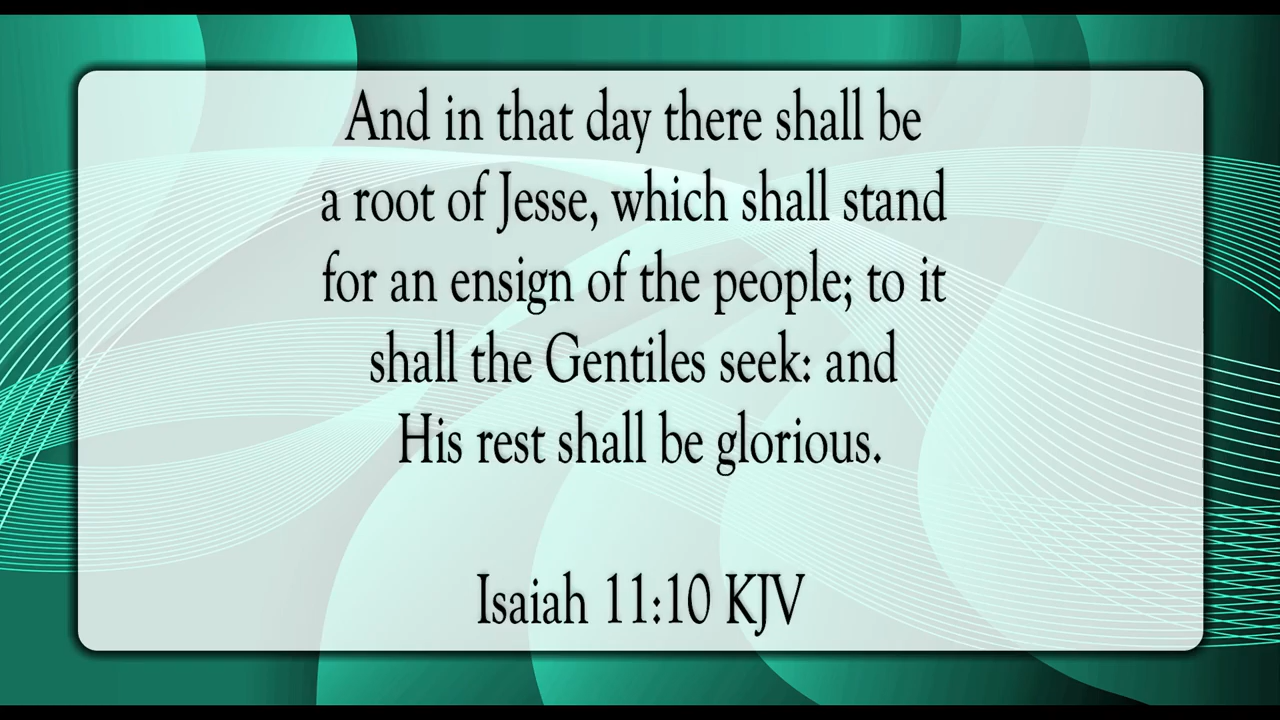 And in that day there shall be
a root of Jesse, which shall stand
for an ensign of the people; to it
shall the Gentiles seek: and
His rest shall be glorious.
Isaiah 11:10 KJV